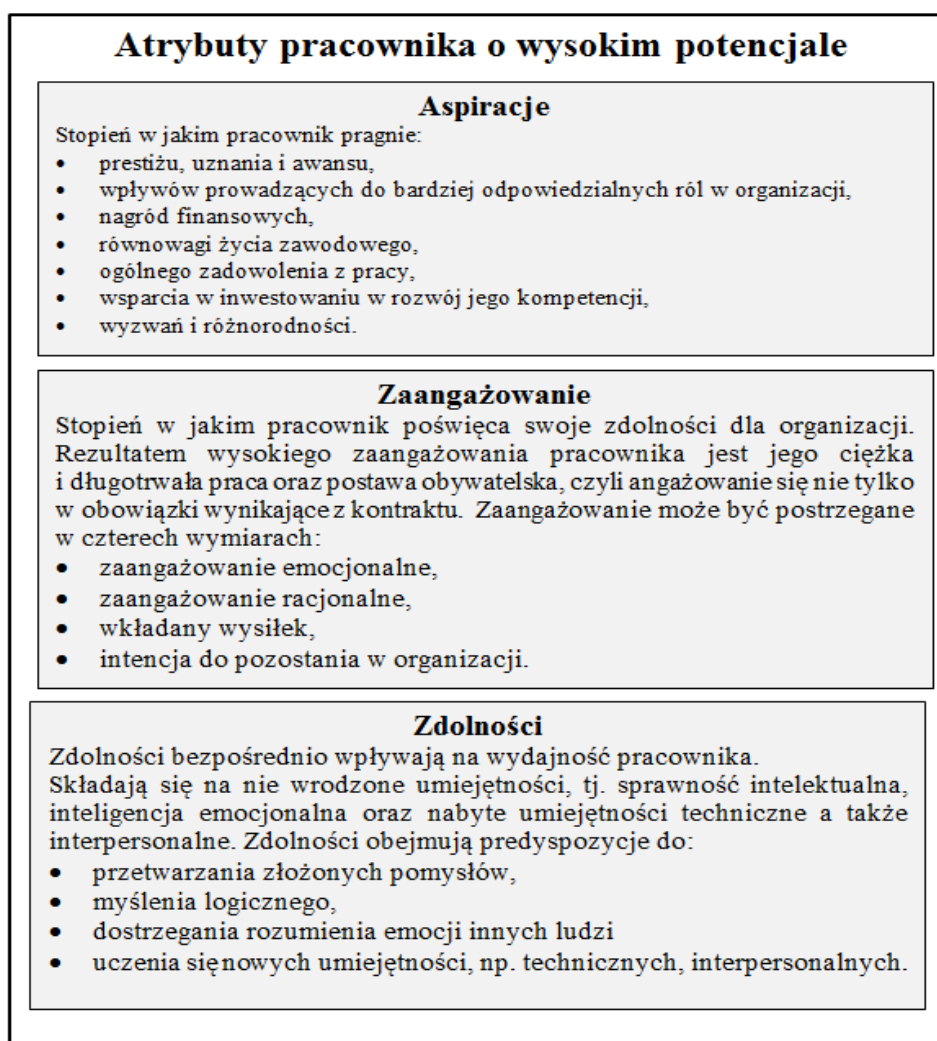 Atrybuty pracownika o wysokim potencjale
Aspiracje
Stopień w jakim pracownik pragnie:
• prestiżu, uznania i awansu,
• wpływów prowadzących do bardziej odpowiedzialnych ról w organizacji,
• nagród finansowych,
• równowagi życia zawodowego,
• ogólnego zadowolenia z pracy,
• wsparcia w inwestowaniu w rozwój jego kompetencji,
• wyzwań i różnorodności.
Zaangażowanie
Stopień w jakim pracownik poświęca swoje zdolności dla organizacji.
Rezultatem wysokiego zaangażowania pracownika jest jego ciężka
i długotrwała praca oraz postawa obywatelska, czyli angażowanie się nie tylko
w obowiązki wynikające z kontraktu. Zaangażowanie może być postrzegane
w czterech wymiarach:
• zaangażowanie emocjonalne,
• zaangażowanie racjonalne,
• wkładany wysiłek,
• intencja do pozostania w organizacji.
Zdolności
Zdolności bezpośrednio wpływają na wydajność pracownika.
Składają się na nie wrodzone umiejętności, tj. sprawność intelektualna,
inteligencja emocjonalna oraz nabyte umiejętności techniczne a także
interpersonalne. Zdolności obejmują predyspozycje do:
• przetwarzania złożonych pomysłów,
• myślenia logicznego,
• dostrzegania rozumienia emocji innych ludzi
• uczenia się nowych umiejętności, np. technicznych, interpersonalnych.